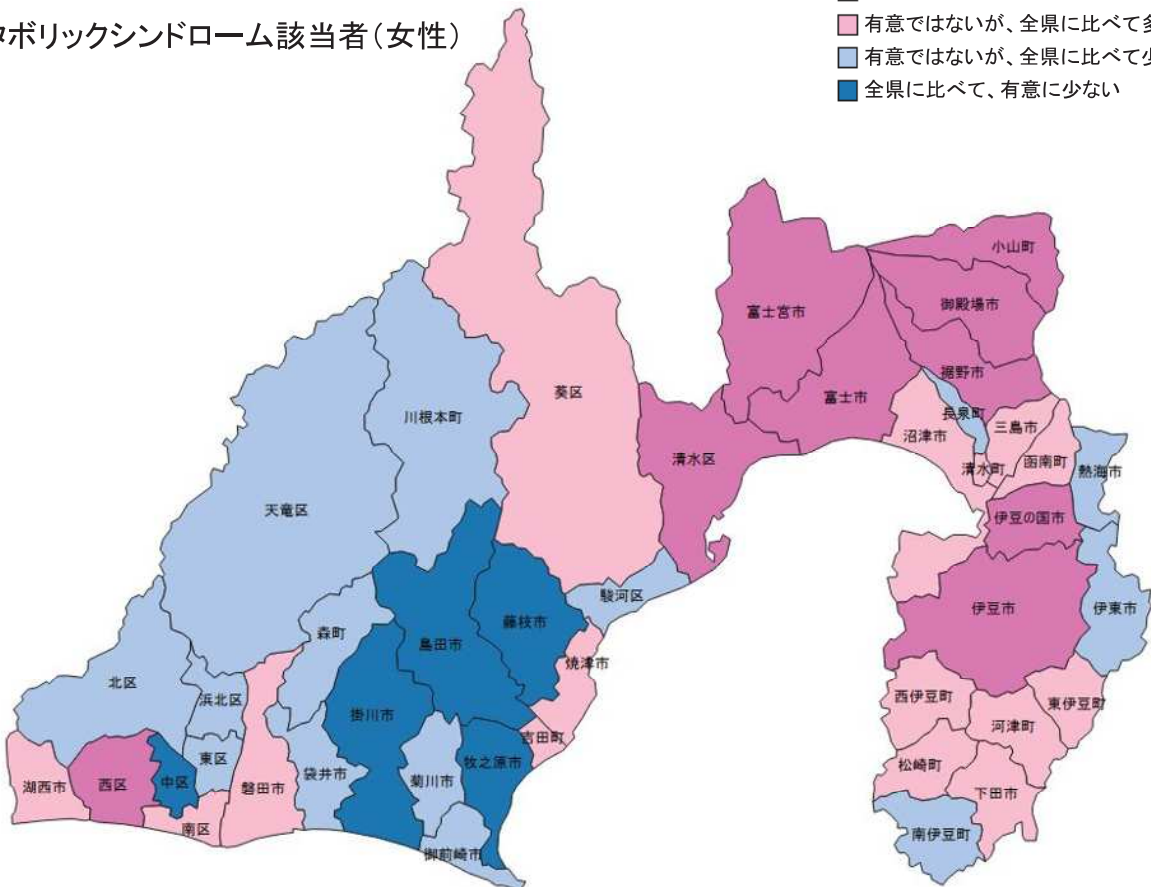 タボリックシンドローム該当者(女性)
有意ではないが、全県に比べて多
有意ではないが、全県に比べて少
全県に比べて、有意に少ない
小山町
御殿場市
富士宮市
裾野市
富士市
長泉町
葵区
三島市
沼津市
川根本町
清水区
清水町
函南町
熱海市
天竜区
伊豆の国市
駿河区
伊豆市
伊東市
藤枝市
森町
島田市
焼津市
北区
浜北区
西伊豆町
東伊豆町
掛川市
河津町
吉田町
東区
牧之原市
松崎町
湖西市
西区
中区
磐田市
袋井市
菊川市
下田市
南区
南伊豆町
御前崎市